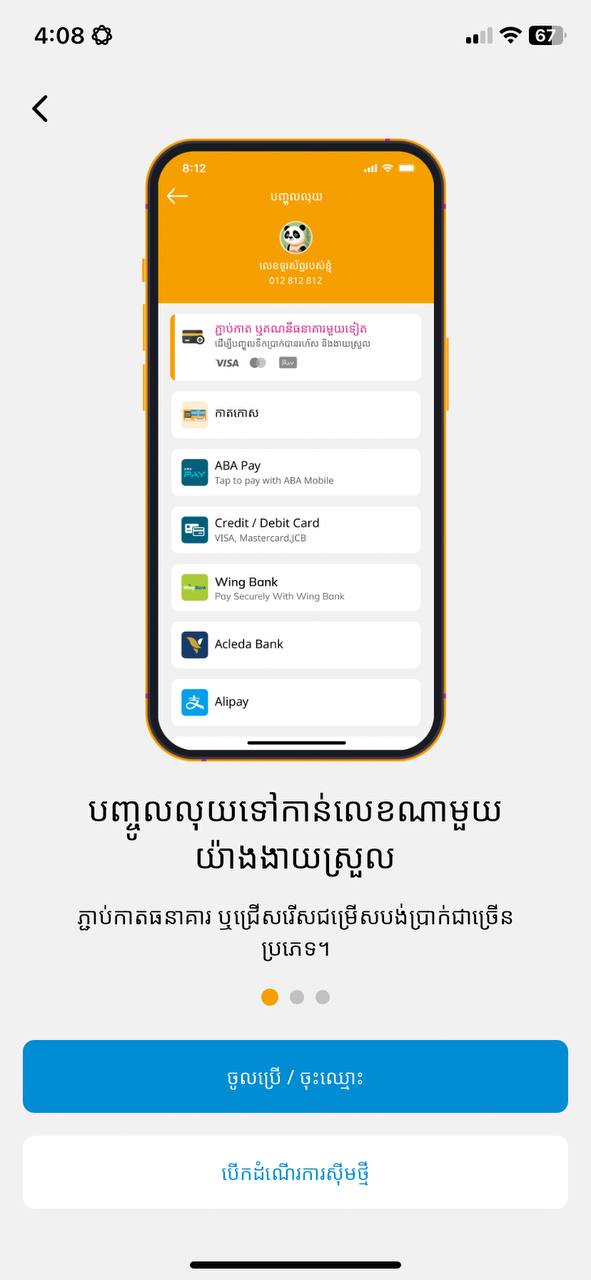 4:08
67
8:12
បញ្ចូលលុយ
លេខទូរស័ព្ទរបស់ខ្ញុំ
012 812 812
ភ្ជាប់កាត ឬគណនីធនាគារមួយទៀត
ដើម្បីបញ្ចូលទឹកប្រាក់បានរហ័ស និងងាយស្រួល
VISA
កាតកោស
ABA Pay
Tap to pay with ABA Mobile
Credit / Debit Card
VISA, Mastercard,JCB
Wing Bank
Pay Securely With Wing Bank
Acleda Bank
Alipay
បញ្ចូលលុយទៅកាន់លេខណាមួយ
យ៉ាងងាយស្រួល
ភ្ជាប់កាតធនាគារ ឬជ្រើសរើសជម្រើសបង់ប្រាក់ជាច្រើន
ប្រភេទ។
ចូលប្រើ / ចុះឈ្មោះ
បើកដំណើរការស៊ីមថ្មី